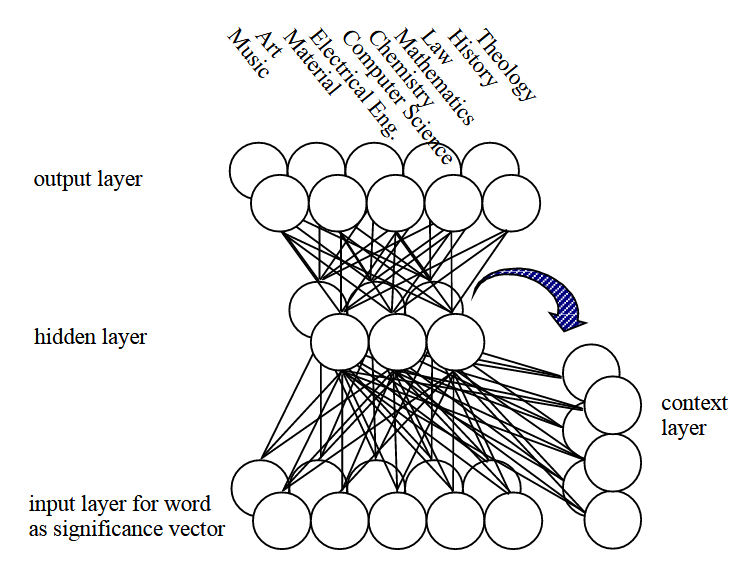 Music
Art
Material
Electrical Eng.
Computer Science
Chemistry
Mathematics
Law
History
Theology
output layer
hidden layer
context
layer
input layer for word
as significance vector